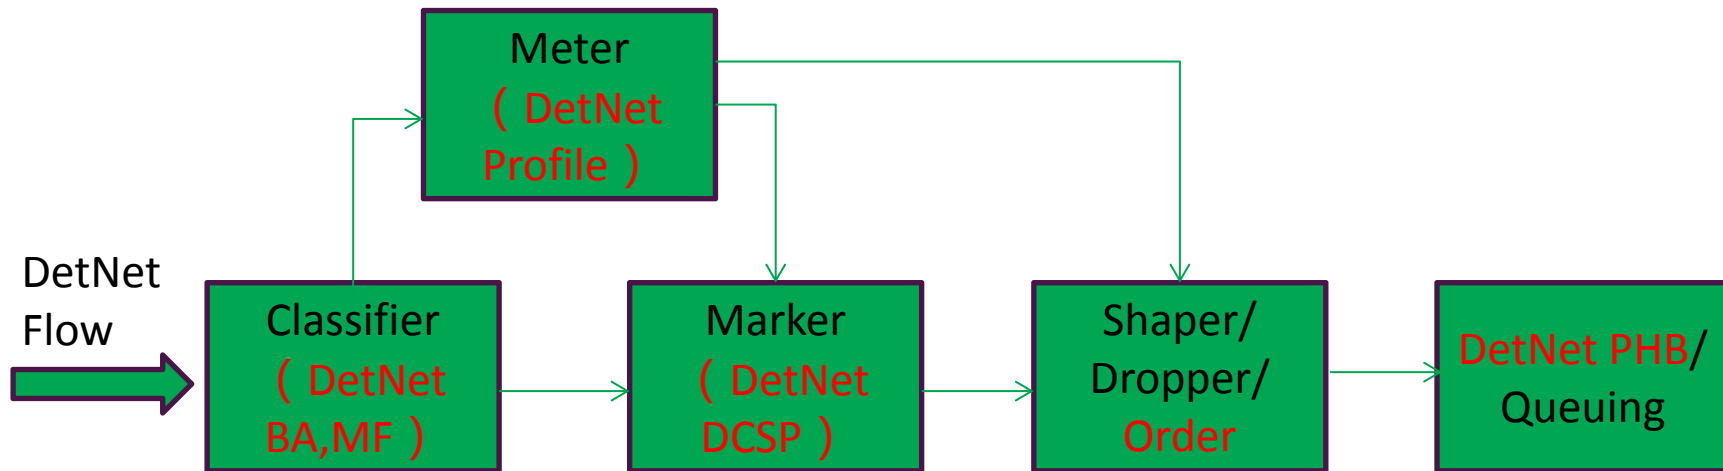 Meter
( DetNet
Profile )
DetNet
Flow
Classifier
( DetNet
BA,MF )
Marker
( DetNet
DCSP )
Shaper/
Dropper/
Order
DetNet PHB/
Queuing